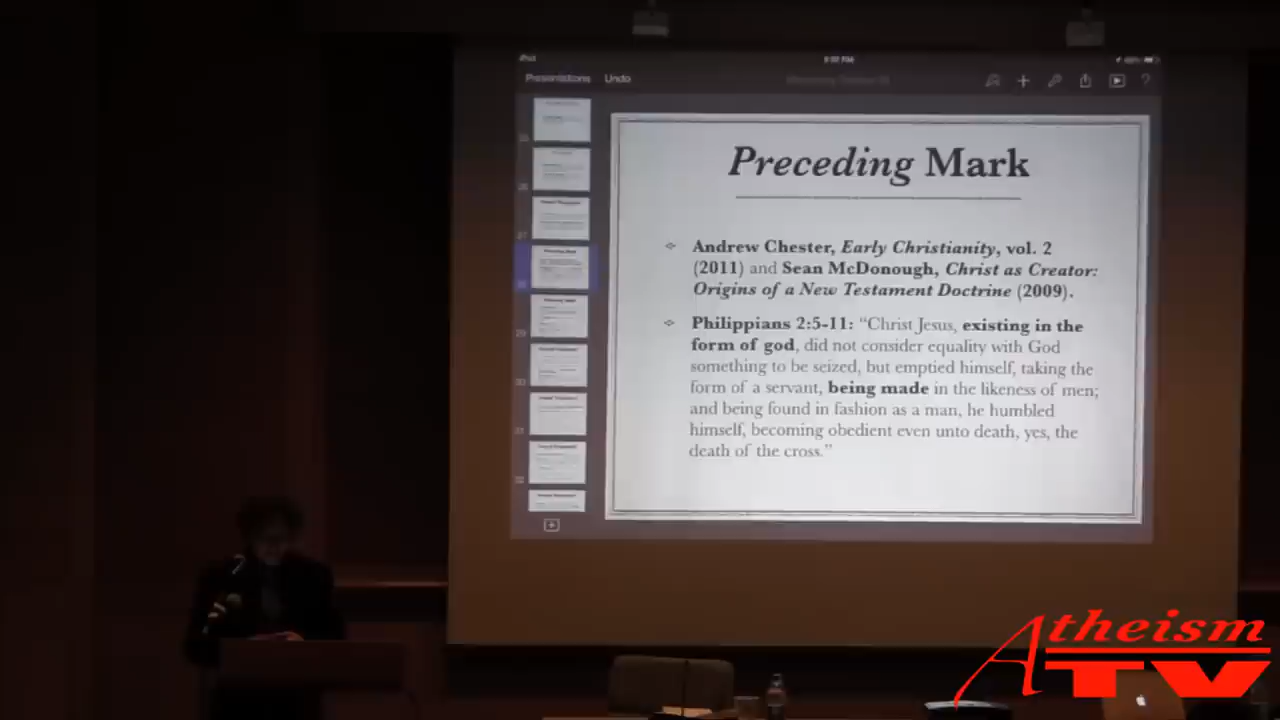 iPad
Presentations Undo
?
Preceding Mark
Andrew Chester, Early Christianity, vol. 2
(2011) and Sean McDonough, Christ as Creator:
Origins of a New Testament Doctrine (2009).
Philippians 2:5-11: “Christ Jesus, existing in the
form of god, did not consider equality with God
something to be seized, but emptied himself, taking the
form of a servant, being made in the likeness of men;
and being found in fashion as a man, he humbled
himself, becoming obedient even unto death, yes, the
death of the cross.”
Atheism
TV